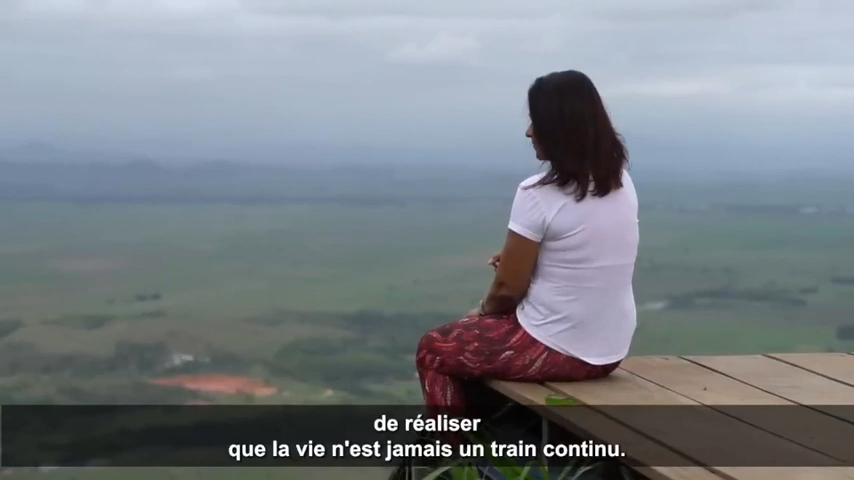 de réaliser
que la vie n'est jamais un train continu.